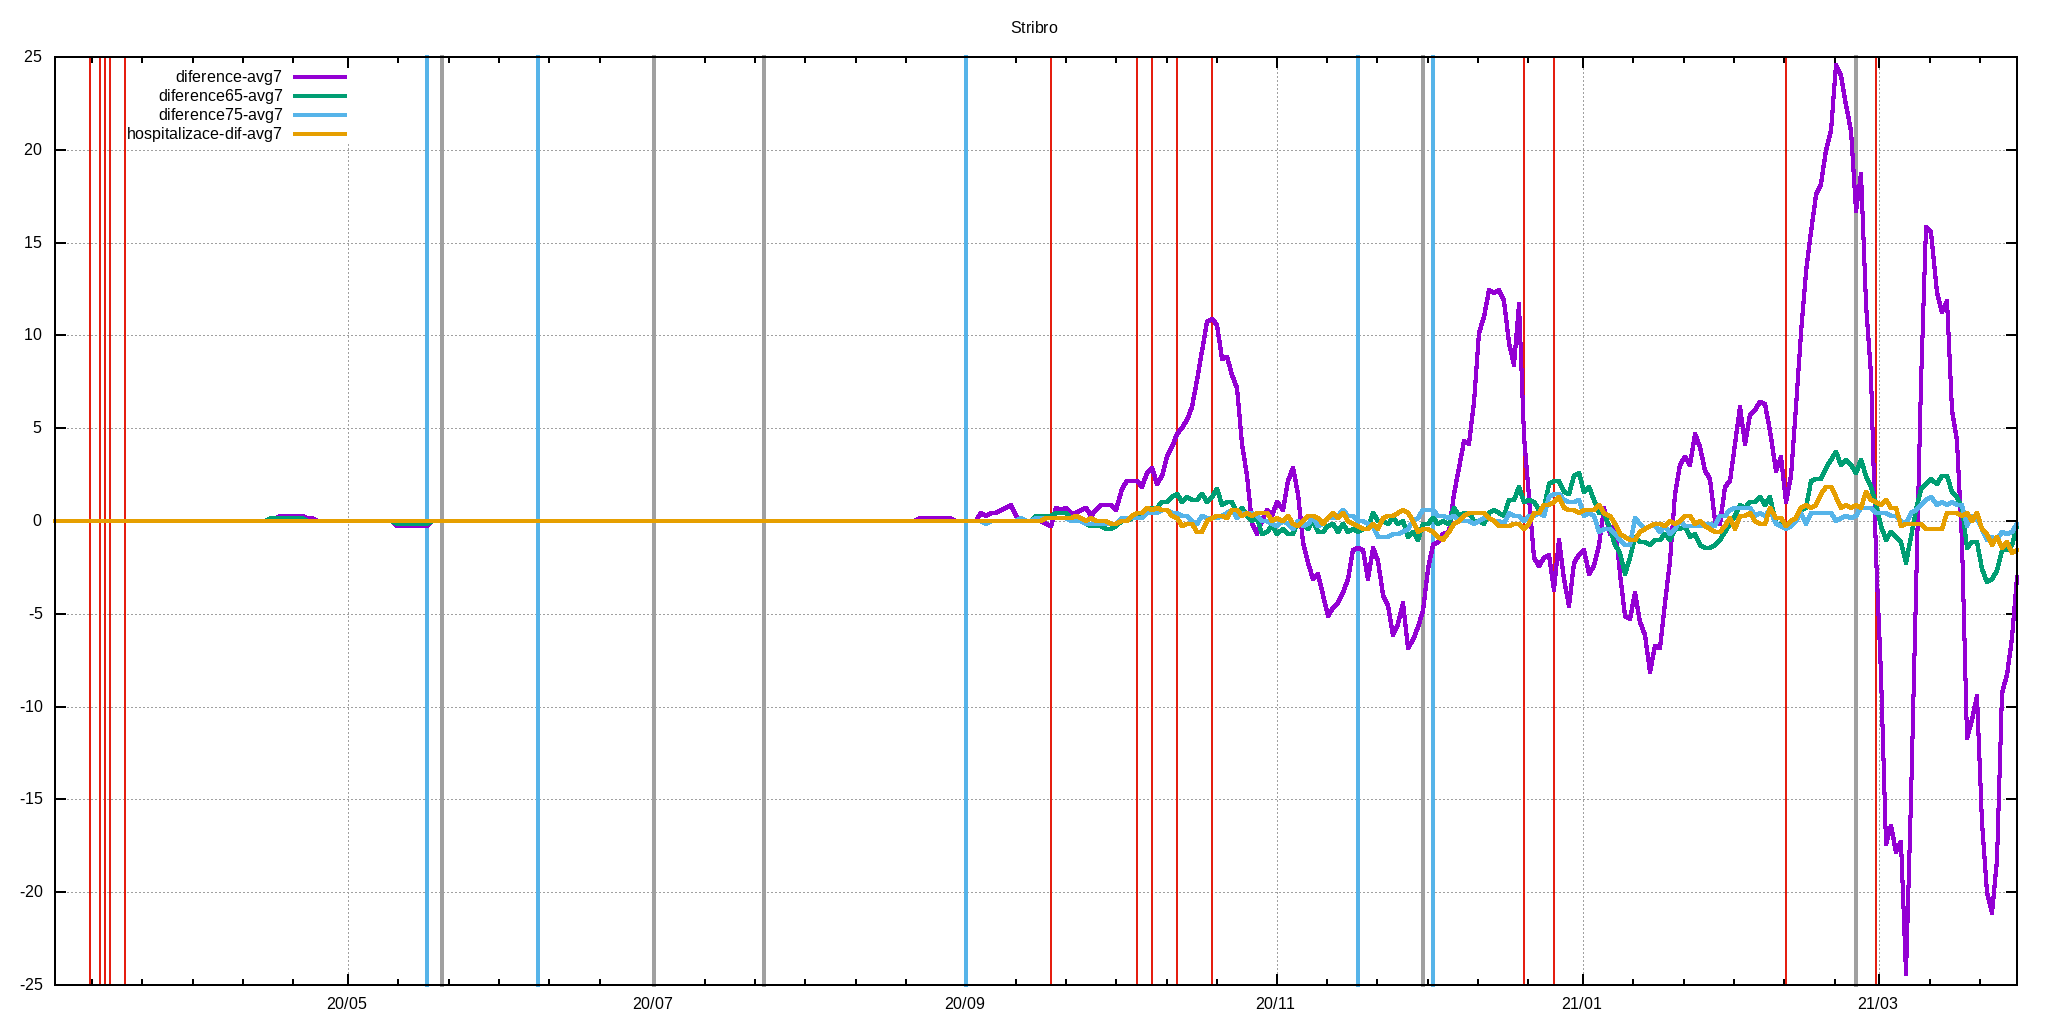 Stribro
25
diference-avg7
diference65-avg7
diference75-avg7
hospitalizace-dif-avg7
20
15
10
5
0
-5
-10
-15
-20
-25
20/05 20/07 20/09 20/11 21/01 21/03